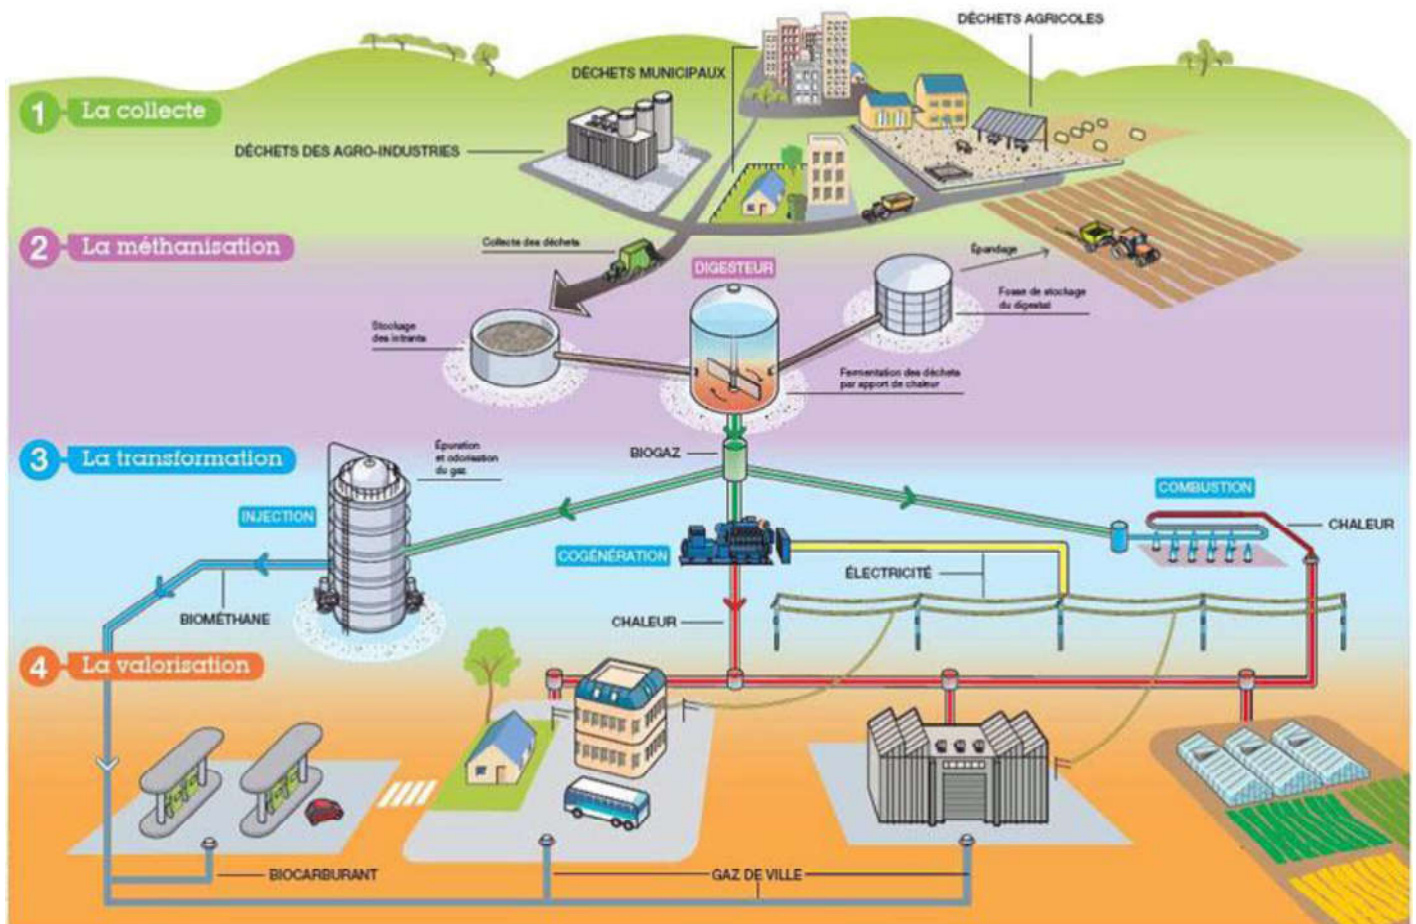 DÉCHETS AGRICOLES
DÉCHETS MUNICIPAUX
1 La collecte
DÉCHETS DES AGRO-INDUSTRIES
2 La méthanisation
Collecte des déchets
DIGESTEUR
Épandage
Fosse de stockage
du digestat
Stockage
des intrants
Fermentation des déchets
par apport de chaleur
3 La transformation
Épuration
et odorisation
du gaz
BIOGAZ
COMBUSTION
INJECTION
CHALEUR
COGÉNÉRATION
ÉLECTRICITÉ
BIOMÉTHANE
CHALEUR
4 La valorisation
BIOCARBURANT
GAZ DE VILLE